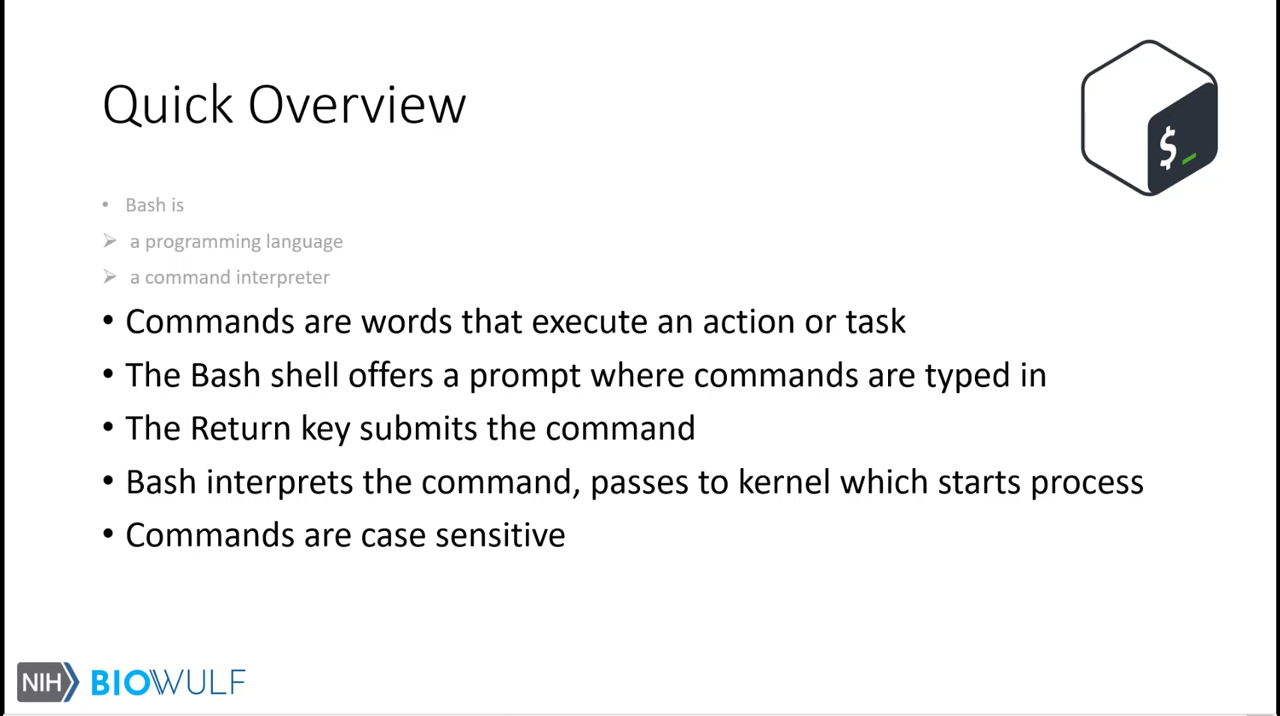 Quick Overview
$_
• Bash is
➢ a programming language
➢ a command interpreter
• Commands are words that execute an action or task
• The Bash shell offers a prompt where commands are typed in
• The Return key submits the command
• Bash interprets the command, passes to kernel which starts process
• Commands are case sensitive
NIH BIOWULF